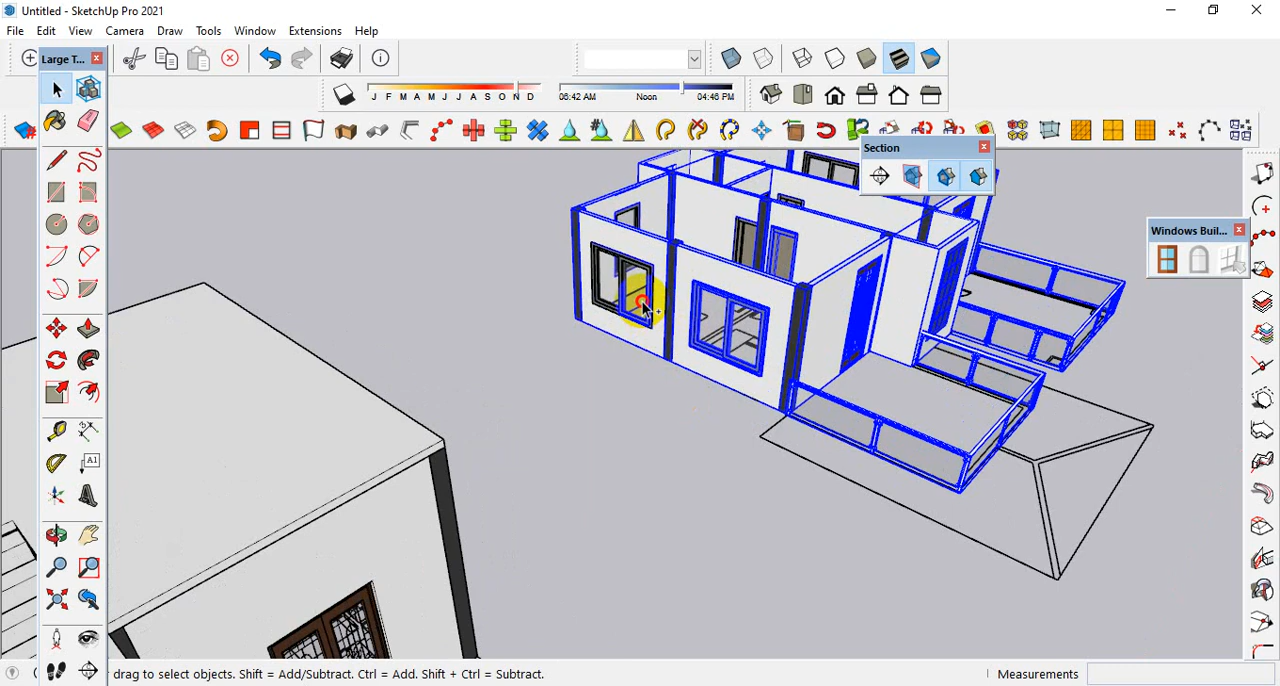 Untitled - SketchUp Pro 2021
File Edit View Camera Draw Tools Window Extensions Help
Large T...
J F M A M J J A S O N D
06:42 AM Noon 04:46 PM
Section
Windows Buil...
A1
drag to select objects. Shift = Add/Subtract. Ctrl = Add. Shift + Ctrl = Subtract.
Measurements